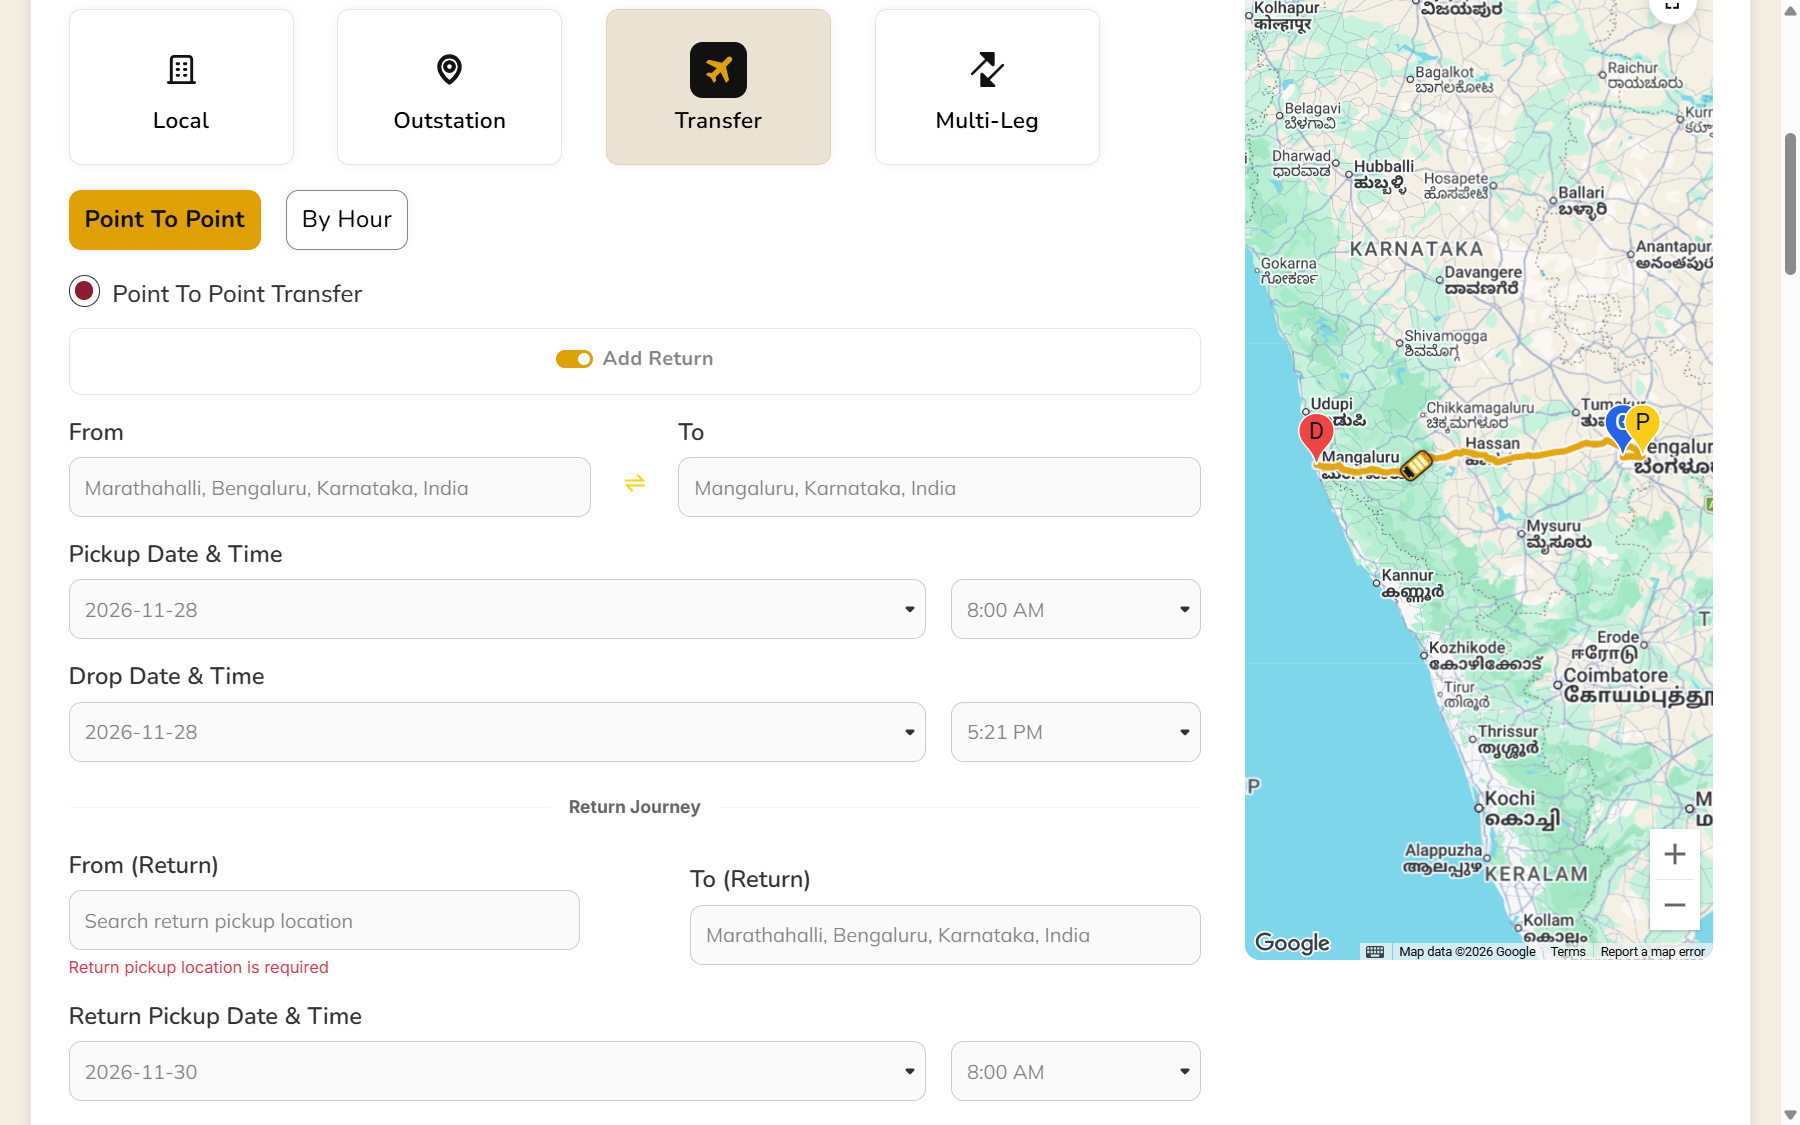 Local
Outstation
Transfer
Multi-Leg
Point To Point
By Hour
Point To Point Transfer
Add Return
From
To
Marathahalli, Bengaluru, Karnataka, India
Mangaluru, Karnataka, India
Pickup Date & Time
2026-11-28
8:00 AM
Drop Date & Time
2026-11-28
5:21 PM
Return Journey
From (Return)
To (Return)
Search return pickup location
Marathahalli, Bengaluru, Karnataka, India
Return pickup location is required
Return Pickup Date & Time
2026-11-30
8:00 AM
Kolhapur
कोल्हापूर
ವಿಜಯಪುರ
Bagalkot
ಬಾಗಲಕೋಟ
Raichur
ರಾಯಚೂರು
Belagavi
ಬೆಳಗಾವಿ
Dharwad
ಧಾರವಾಡ
Hubballi
ಹುಬ್ಬಳ್ಳಿ
Hosapete
ಹೊಸಪೇಟೆ
Ballari
ಬಳ್ಳಾರಿ
KARNATAKA
Anantapur
Gokarna
ಗೋಕರ್ಣ
Davangere
ದಾವಣಗೆರೆ
Shivamogga
ಶಿವಮೊಗ್ಗ
Udupi
Chikkamagaluru
ಚಿಕ್ಕಮಗಳೂರ
D
P
Hassan
Mangaluru
Mysuru
ಮೈಸೂರು
Kannur
കണ്ണൂർ
Kozhikode
കോഴിക്കോട്
Erode
ஈரோடு
Tirur
തിരൂർ
Coimbatore
Thrissur
തൃശ്ശൂർ
Kochi
കൊച്ചി
Alappuzha
ആലപ്പുഴ
KERALAM
Kollam
കൊല്ലം
Google
Map data ©2026 Google
Terms
Report a map error